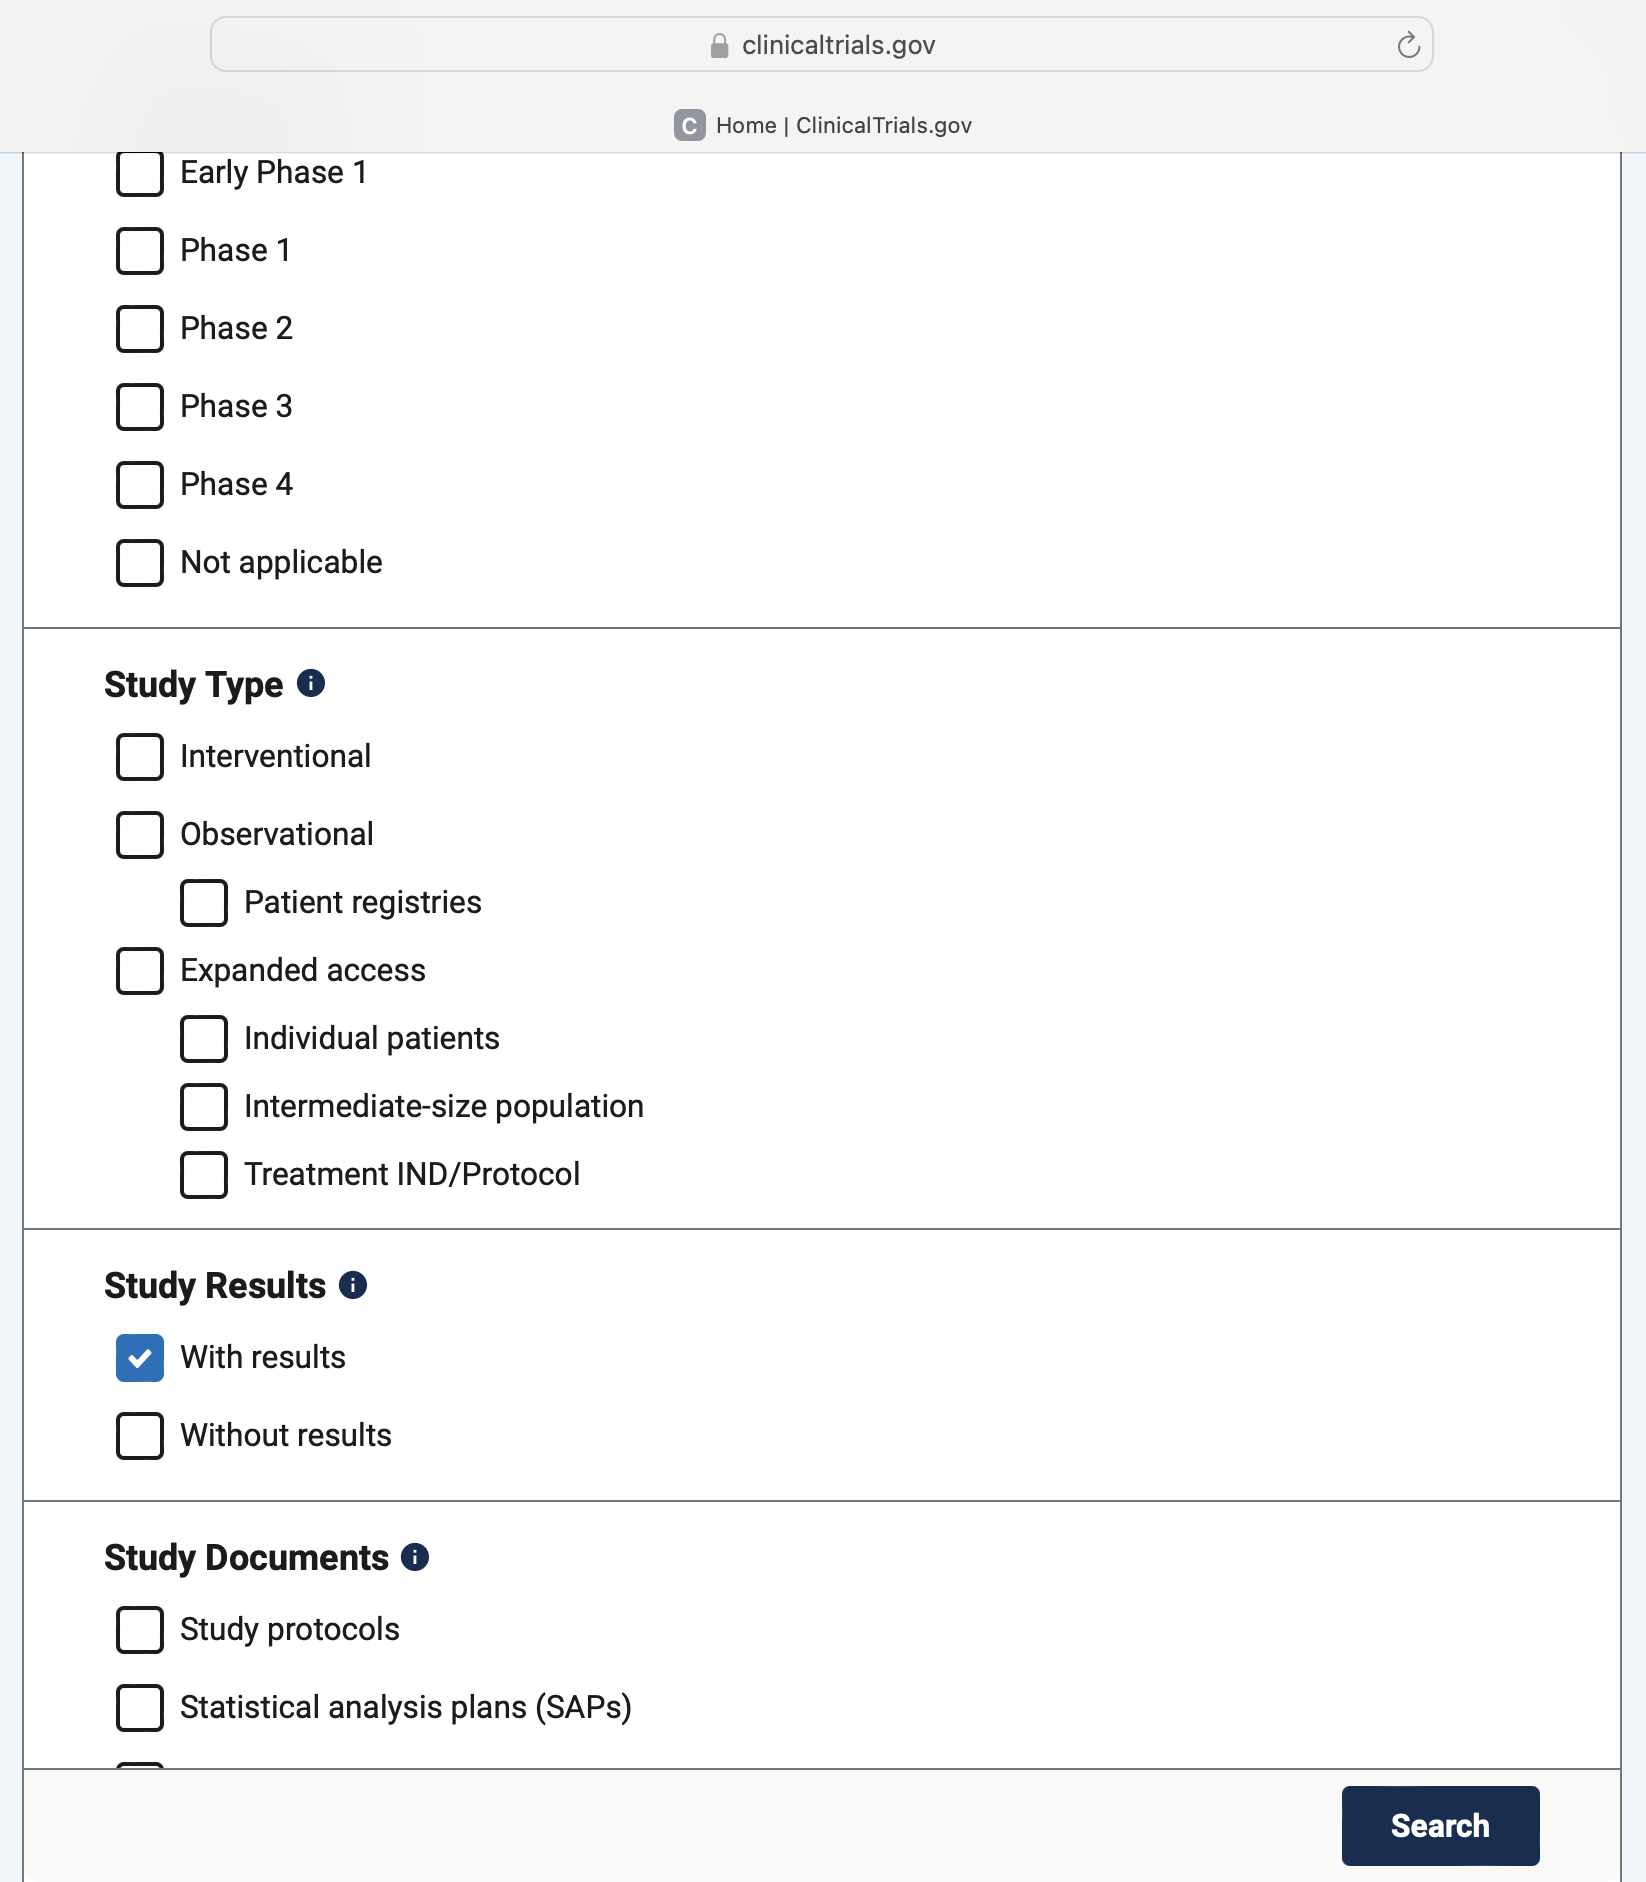 clinicaltrials.gov
C Home | ClinicalTrials.gov
Early Phase 1
Phase 1
Phase 2
Phase 3
Phase 4
Not applicable
Study Type i
Interventional
Observational
Patient registries
Expanded access
Individual patients
Intermediate-size population
Treatment IND/Protocol
Study Results i
With results
Without results
Study Documents i
Study protocols
Statistical analysis plans (SAPs)
Search